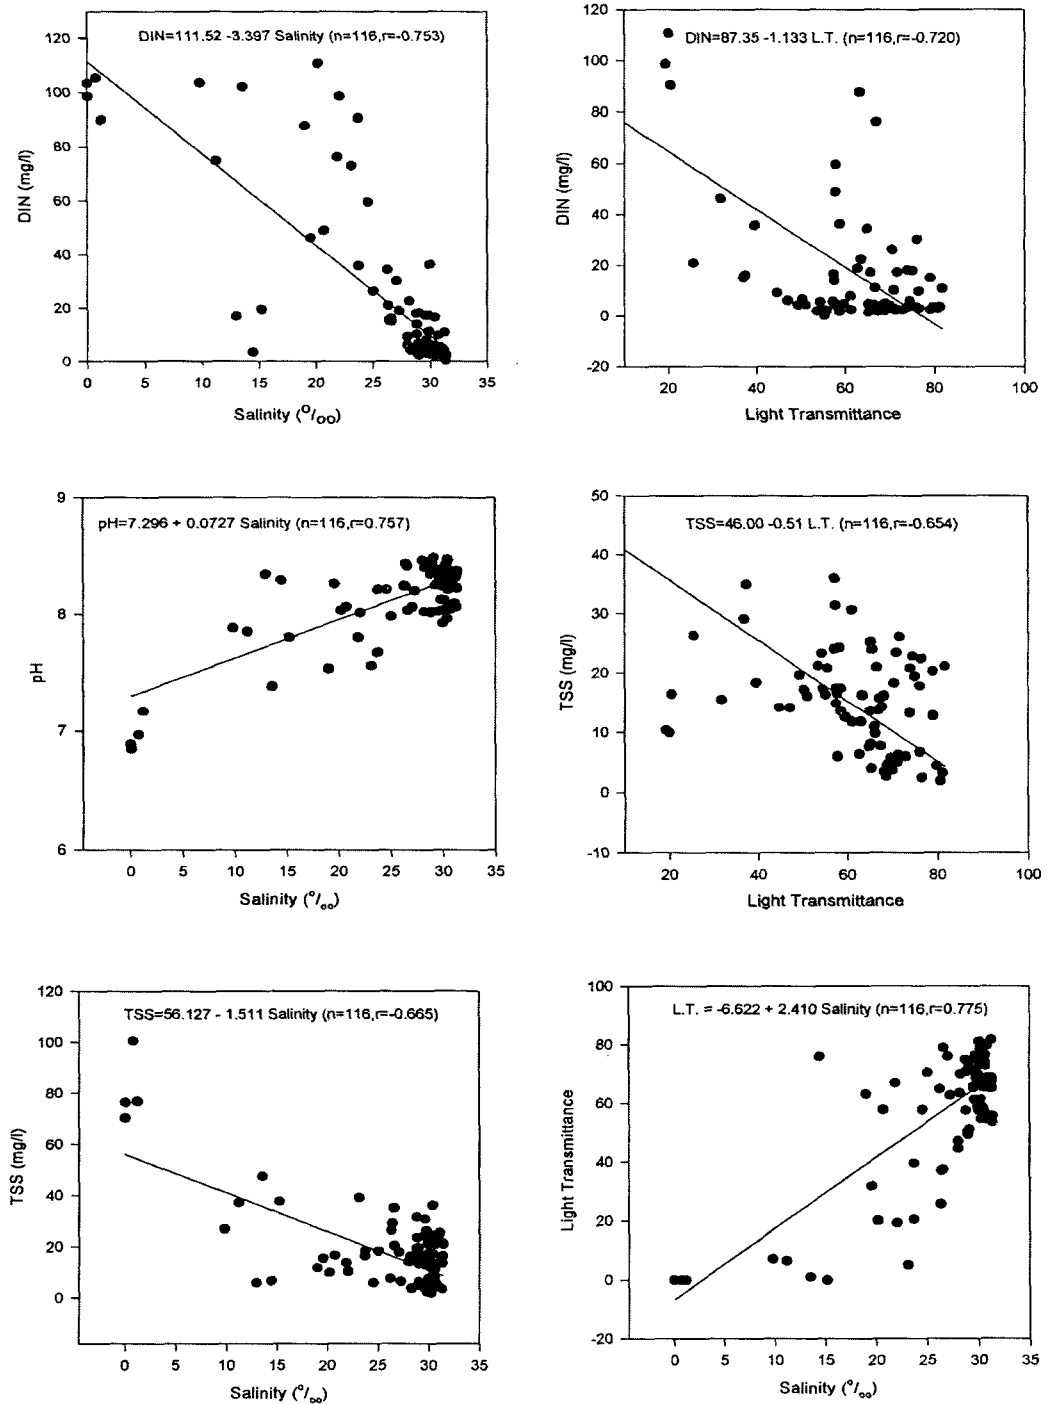 DIN=111.52 -3.397 Salinity (n=116,r=-0.753)
120
100
80
60
40
20
0
DIN (mg/l)
0 5 10 15 20 25 30 35
Salinity (o/oo)
DIN=87.35 -1.133 L.T. (n=116,r=-0.720)
120
100
80
60
40
20
0
-20
DIN (mg/l)
20 40 60 80 100
Light Transmittance
pH=7.296 + 0.0727 Salinity (n=116,r=0.757)
9
8
7
6
pH
0 5 10 15 20 25 30 35
Salinity (o/oo)
TSS=46.00 -0.51 L.T. (n=116,r=-0.654)
50
40
30
20
10
0
-10
TSS (mg/l)
20 40 60 80 100
Light Transmittance
TSS=56.127 - 1.511 Salinity (n=116,r=-0.665)
120
100
80
60
40
20
0
TSS (mg/l)
0 5 10 15 20 25 30 35
Salinity (o/oo)
L.T. = -6.622 + 2.410 Salinity (n=116,r=0.775)
100
80
60
40
20
0
-20
Light Transmittance
0 5 10 15 20 25 30 35
Salinity (o/oo)